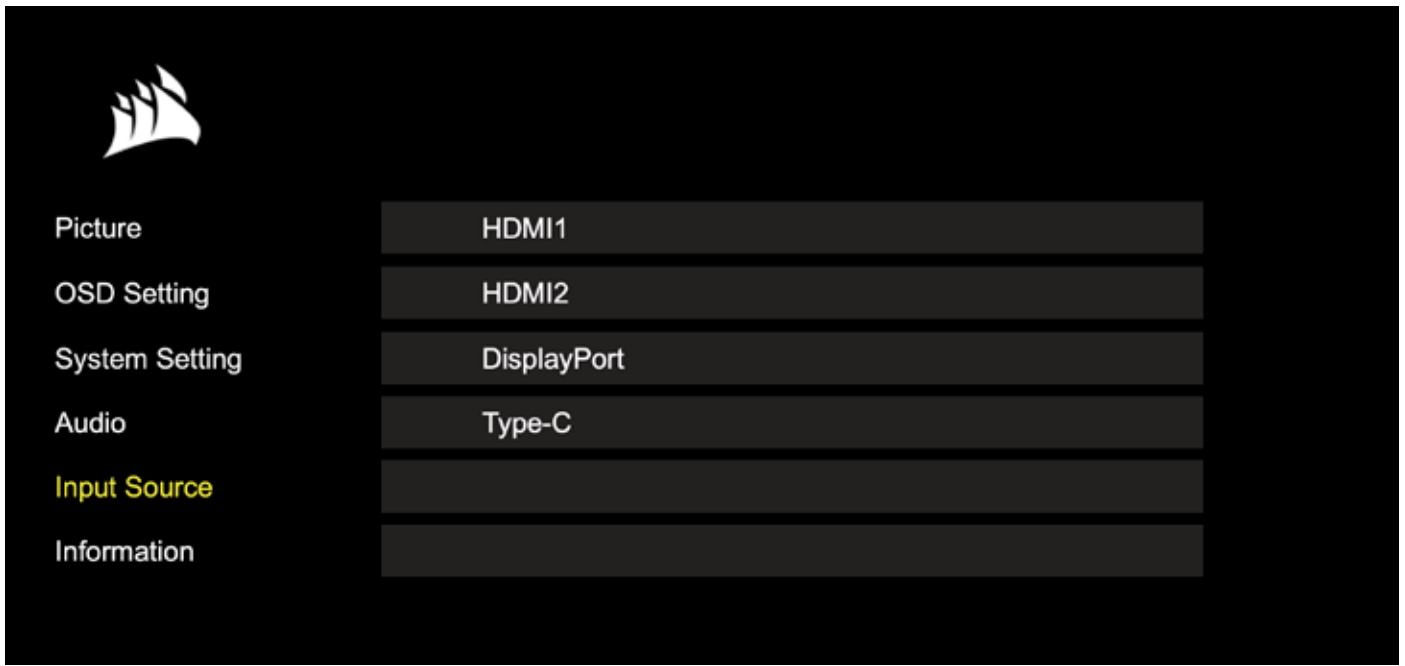 Picture HDMI1
OSD Setting HDMI2
System Setting DisplayPort
Audio Type-C
Input Source
Information